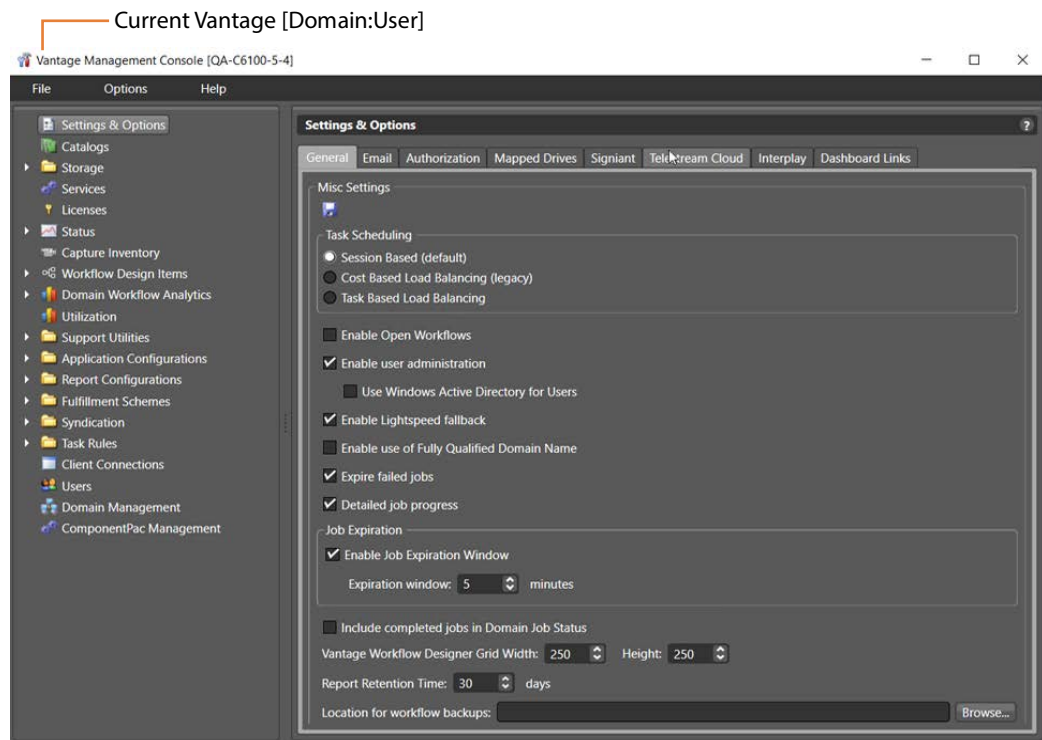 Current Vantage [Domain:User]
Vantage Management Console [QA-C6100-5-4]
File Options Help
Settings & Options
Catalogs
Storage
Services
Licenses
Status
Capture Inventory
Workflow Design Items
Domain Workflow Analytics
Utilization
Support Utilities
Application Configurations
Report Configurations
Fulfillment Schemes
Syndication
Task Rules
Client Connections
Users
Domain Management
ComponentPac Management
Settings & Options ?
General Email Authorization Mapped Drives Signiant Telestream Cloud Interplay Dashboard Links
Misc Settings
Task Scheduling
Session Based (default)
Cost Based Load Balancing (legacy)
Task Based Load Balancing
Enable Open Workflows
Enable user administration
Use Windows Active Directory for Users
Enable Lightspeed fallback
Enable use of Fully Qualified Domain Name
Expire failed jobs
Detailed job progress
Job Expiration
Enable Job Expiration Window
Expiration window: 5 minutes
Include completed jobs in Domain Job Status
Vantage Workflow Designer Grid Width: 250 Height: 250
Report Retention Time: 30 days
Location for workflow backups: Browse...